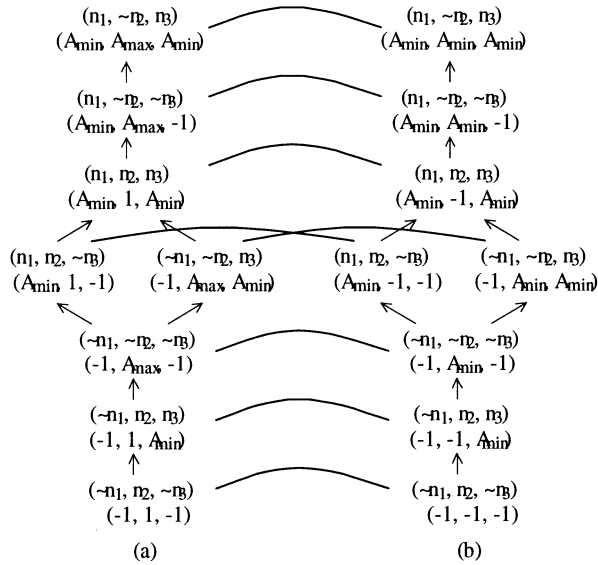 (n1, ~n2, n3) (n1, ~n2, n3)
(Amin, Amax, Amin) (Amin, Amin, Amin)
(n1, ~n2, ~n3) (n1, ~n2, ~n3)
(Amin, Amax, -1) (Amin, Amin, -1)
(n1, n2, n3) (n1, n2, n3)
(Amin, 1, Amin) (Amin, -1, Amin)
(n1, n2, ~n3) (~n1, ~n2, n3) (n1, n2, ~n3) (~n1, ~n2, n3)
(Amin, 1, -1) (-1, Amax, Amin) (Amin, -1, -1) (-1, Amin, Amin)
(~n1, ~n2, ~n3) (~n1, ~n2, ~n3)
(-1, Amax, -1) (-1, Amin, -1)
(~n1, n2, n3) (~n1, n2, n3)
(-1, 1, Amin) (-1, -1, Amin)
(~n1, n2, ~n3) (~n1, n2, ~n3)
(-1, 1, -1) (-1, -1, -1)
(a) (b)